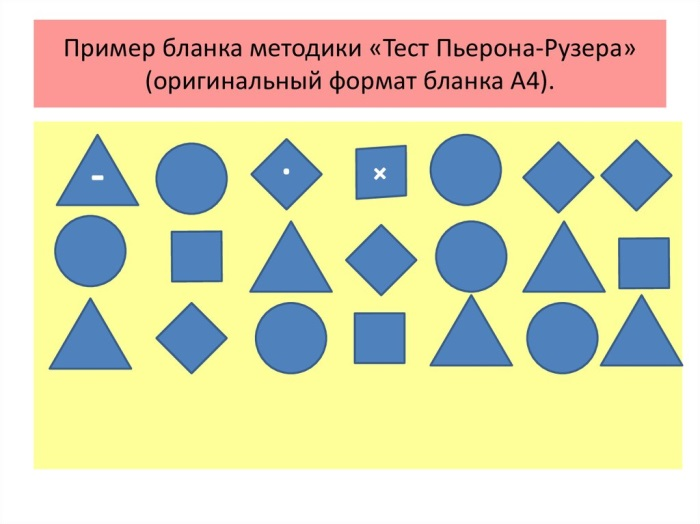 Пример бланка методики «Тест Пьерона-Рузера»
(оригинальный формат бланка А4).
- · ×